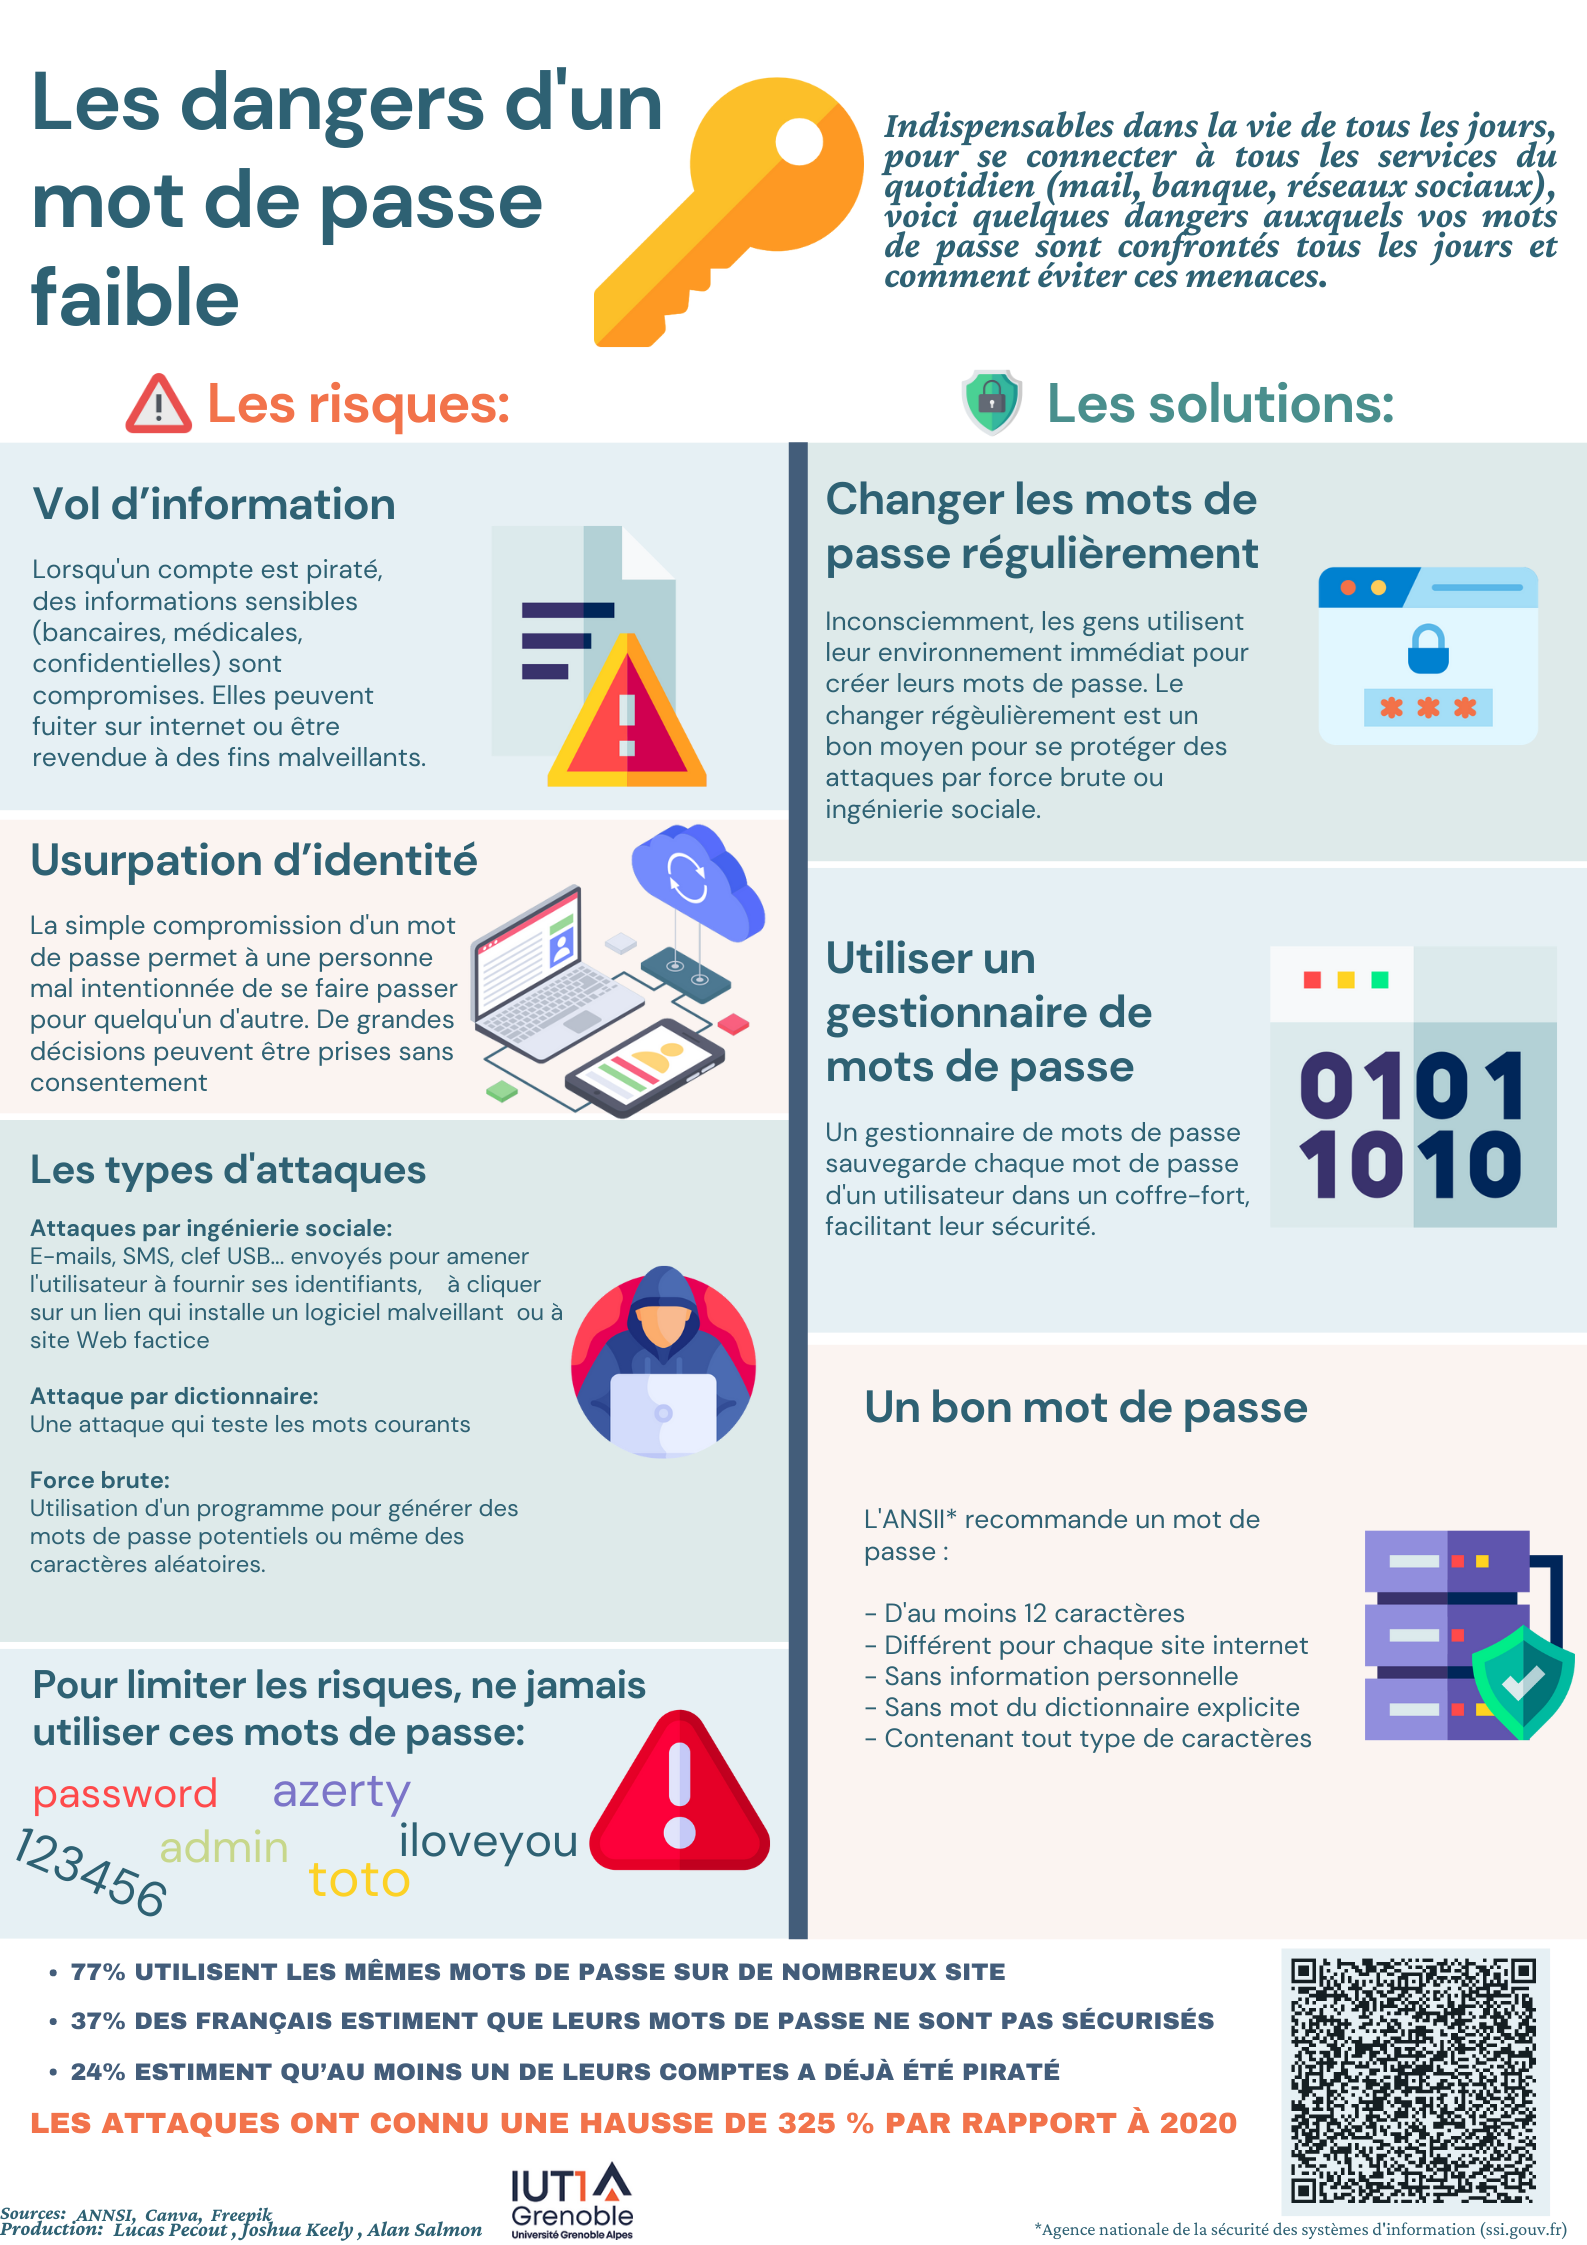 Les dangers d'un
mot de passe
faible
Indispensables dans la vie de tous les jours,
pour se connecter à tous les services du
quotidien (mail, banque, réseaux sociaux),
voici quelques dangers auxquels vos mots
de passe sont confrontés tous les jours et
comment éviter ces menaces.
Les risques:
Vol d’information
Lorsqu'un compte est piraté,
des informations sensibles
(bancaires, médicales,
confidentielles) sont
compromises. Elles peuvent
fuiter sur internet ou être
revendue à des fins malveillants.
Usurpation d’identité
La simple compromission d'un mot
de passe permet à une personne
mal intentionnée de se faire passer
pour quelqu'un d'autre. De grandes
décisions peuvent être prises sans
consentement
Les types d'attaques
Attaques par ingénierie sociale:
E-mails, SMS, clef USB... envoyés pour amener
l'utilisateur à fournir ses identifiants, à cliquer
sur un lien qui installe un logiciel malveillant ou à
site Web factice
Attaque par dictionnaire:
Une attaque qui teste les mots courants
Force brute:
Utilisation d'un programme pour générer des
mots de passe potentiels ou même des
caractères aléatoires.
Pour limiter les risques, ne jamais
utiliser ces mots de passe:
password azerty
123456 admin iloveyou
toto
Les solutions:
Changer les mots de
passe régulièrement
Inconsciemment, les gens utilisent
leur environnement immédiat pour
créer leurs mots de passe. Le
changer régèulièrement est un
bon moyen pour se protéger des
attaques par force brute ou
ingénierie sociale.
Utiliser un
gestionnaire de
mots de passe
Un gestionnaire de mots de passe
sauvegarde chaque mot de passe
d'un utilisateur dans un coffre-fort,
facilitant leur sécurité.
0101
1010
Un bon mot de passe
L'ANSII* recommande un mot de
passe :
- D'au moins 12 caractères
- Différent pour chaque site internet
- Sans information personnelle
- Sans mot du dictionnaire explicite
- Contenant tout type de caractères
• 77% UTILISENT LES MÊMES MOTS DE PASSE SUR DE NOMBREUX SITE
• 37% DES FRANÇAIS ESTIMENT QUE LEURS MOTS DE PASSE NE SONT PAS SÉCURISÉS
• 24% ESTIMENT QU’AU MOINS UN DE LEURS COMPTES A DÉJÀ ÉTÉ PIRATÉ
LES ATTAQUES ONT CONNU UNE HAUSSE DE 325 % PAR RAPPORT À 2020
Sources: ANNSI, Canva, Freepik
Production: Lucas Pecout , Joshua Keely , Alan Salmon
IUT1
Grenoble
Université Grenoble Alpes
*Agence nationale de la sécurité des systèmes d'information (ssi.gouv.fr)